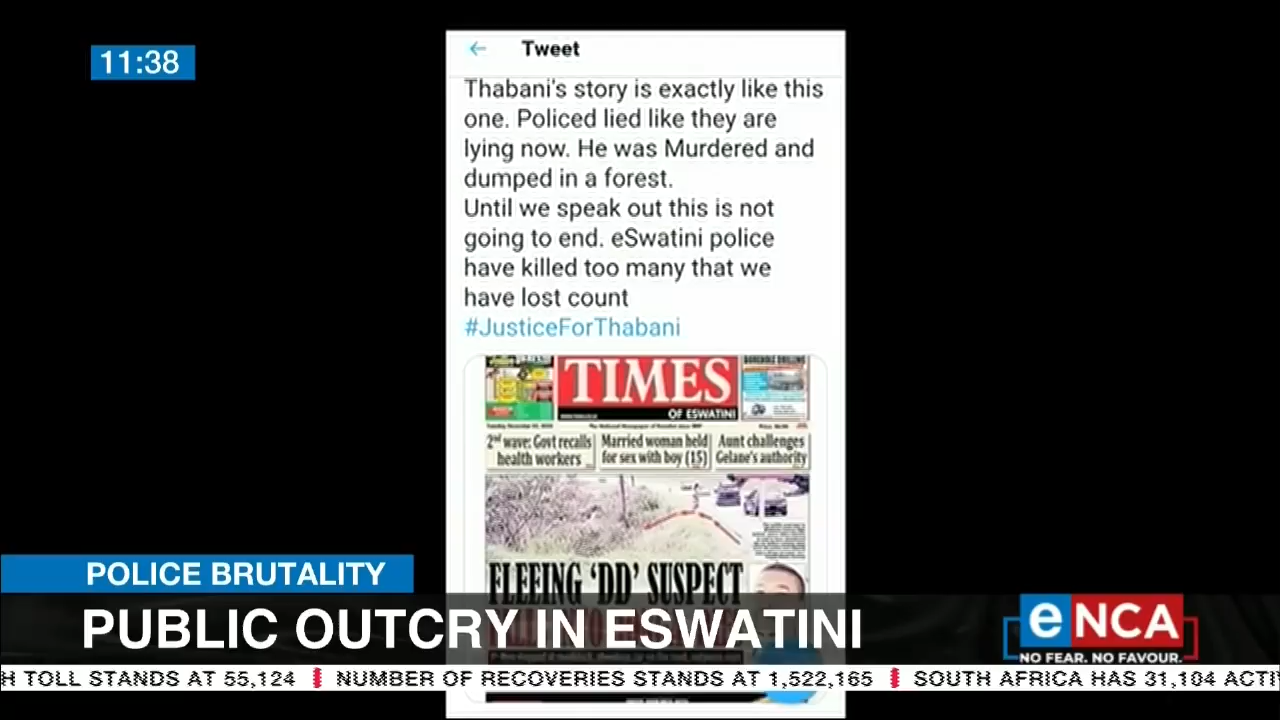 11:38
Tweet
Thabani's story is exactly like this
one. Policed lied like they are
lying now. He was Murdered and
dumped in a forest.
Until we speak out this is not
going to end. eSwatini police
have killed too many that we
have lost count
#JusticeForThabani
TIMES
OF ESWATINI
2nd wave: Govt recalls
health workers
Married woman held
for sex with boy (15)
Aunt challenges
Gelane's authority
FLEEING 'DD' SUSPECT
POLICE BRUTALITY
PUBLIC OUTCRY IN ESWATINI
eNCA
NO FEAR. NO FAVOUR.
H TOLL STANDS AT 55,124 NUMBER OF RECOVERIES STANDS AT 1,522,165 SOUTH AFRICA HAS 31,104 ACTI